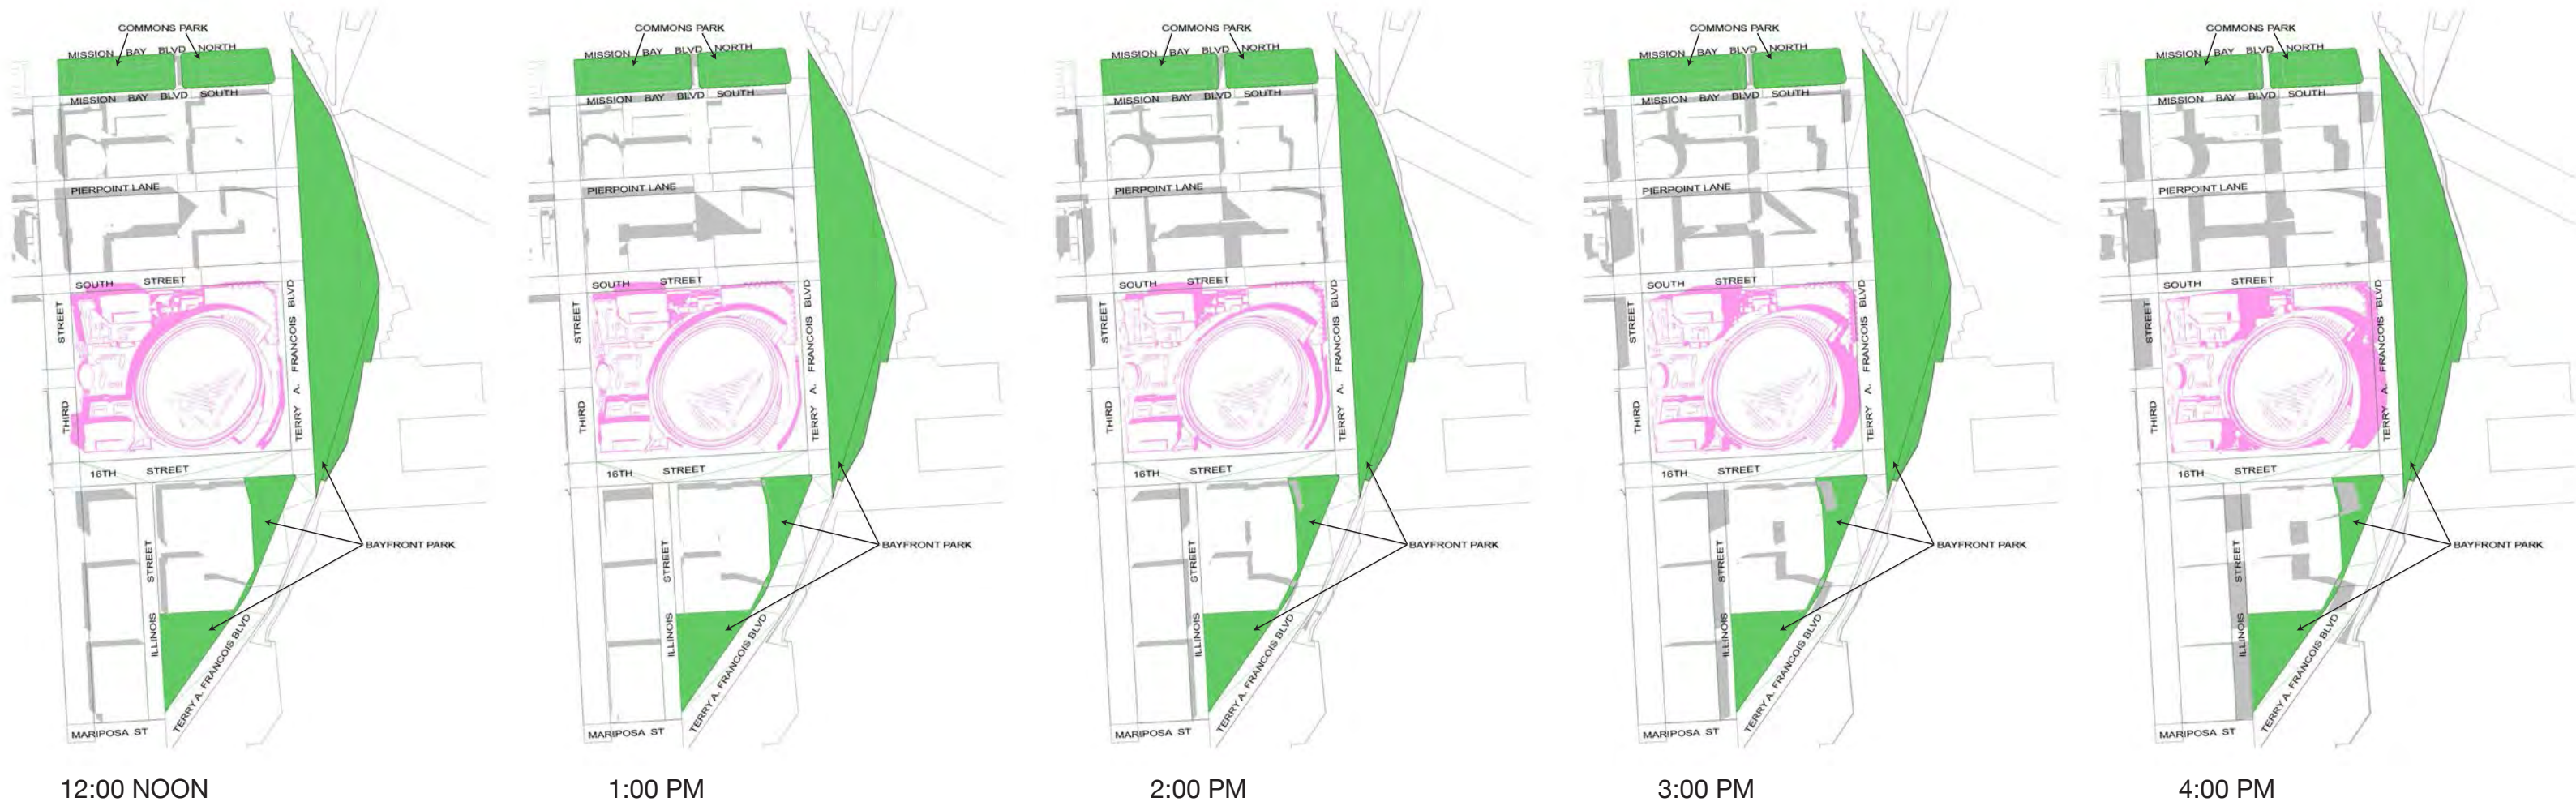 COMMONS PARK
MISSION BAY BLVD NORTH
MISSION BAY BLVD SOUTH
PIERPOINT LANE
SOUTH STREET
THIRD STREET
TERRY A. FRANCOIS BLVD
16TH STREET
BAYFRONT PARK
ILLINOIS STREET
TERRY A. FRANCOIS BLVD
MARIPOSA ST
12:00 NOON
COMMONS PARK
MISSION BAY BLVD NORTH
MISSION BAY BLVD SOUTH
PIERPOINT LANE
SOUTH STREET
THIRD STREET
TERRY A. FRANCOIS BLVD
16TH STREET
BAYFRONT PARK
ILLINOIS STREET
TERRY A. FRANCOIS BLVD
MARIPOSA ST
1:00 PM
COMMONS PARK
MISSION BAY BLVD NORTH
MISSION BAY BLVD SOUTH
PIERPOINT LANE
SOUTH STREET
THIRD STREET
TERRY A. FRANCOIS BLVD
16TH STREET
BAYFRONT PARK
ILLINOIS STREET
TERRY A. FRANCOIS BLVD
MARIPOSA ST
2:00 PM
COMMONS PARK
MISSION BAY BLVD NORTH
MISSION BAY BLVD SOUTH
PIERPOINT LANE
SOUTH STREET
THIRD STREET
TERRY A. FRANCOIS BLVD
16TH STREET
BAYFRONT PARK
ILLINOIS STREET
TERRY A. FRANCOIS BLVD
MARIPOSA ST
3:00 PM
COMMONS PARK
MISSION BAY BLVD NORTH
MISSION BAY BLVD SOUTH
PIERPOINT LANE
SOUTH STREET
THIRD STREET
TERRY A. FRANCOIS BLVD
16TH STREET
BAYFRONT PARK
ILLINOIS STREET
TERRY A. FRANCOIS BLVD
MARIPOSA ST
4:00 PM